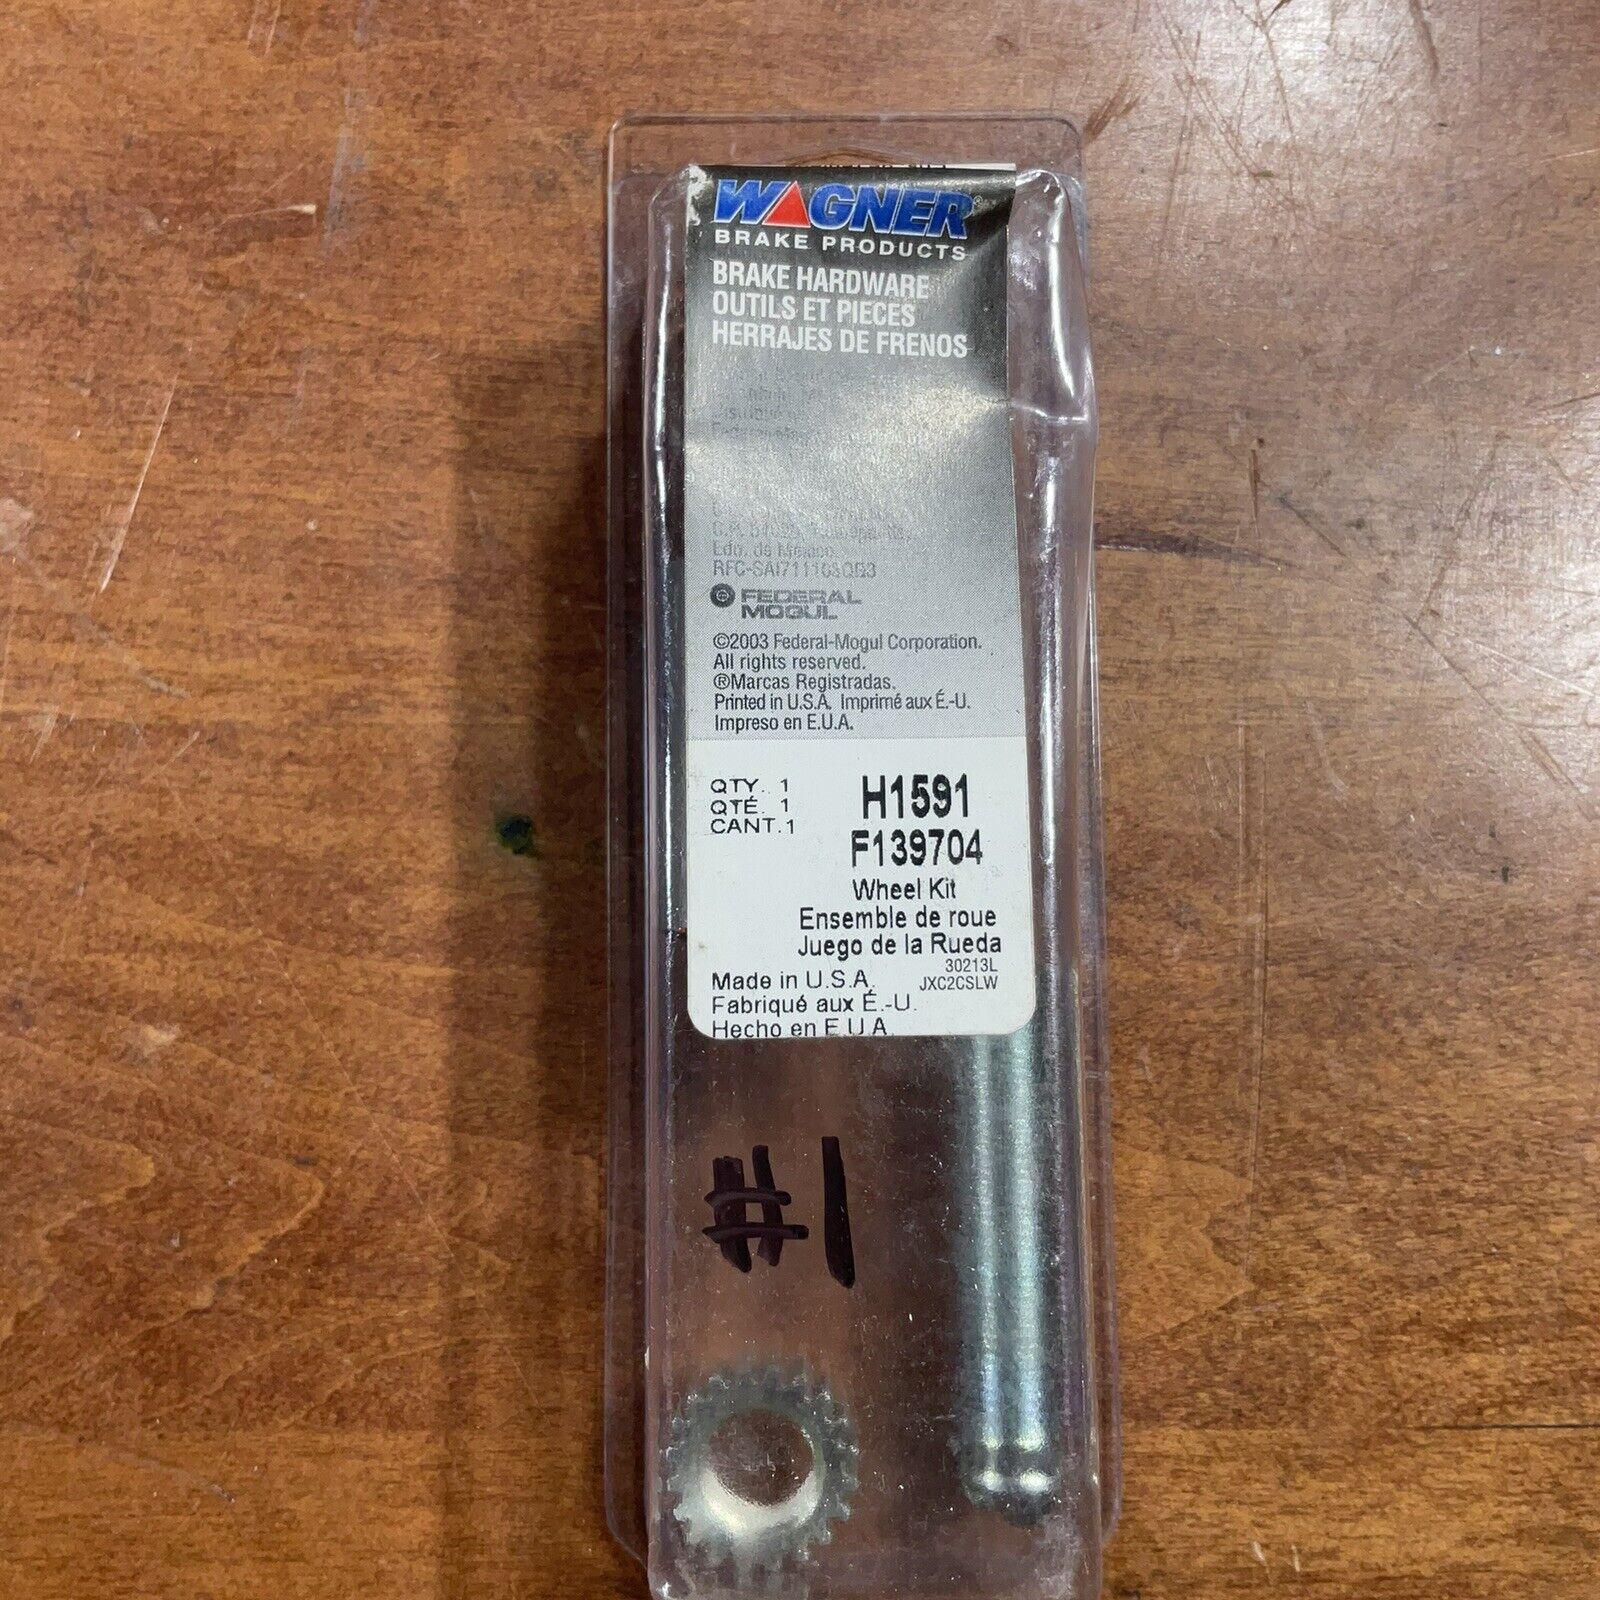 WAGNER
BRAKE PRODUCTS
BRAKE HARDWARE
OUTILS ET PIECES
HERRAJES DE FRENOS
Edo. de México
FEDERAL
MOGUL
©2003 Federal-Mogul Corporation.
All rights reserved.
®Marcas Registradas.
Printed in U.S.A. Imprimé aux É.-U.
Impreso en E.U.A.
QTY. 1
QTÉ. 1
CANT.1
H1591
F139704
Wheel Kit
Ensemble de roue
Juego de la Rueda
30213L
JXC2CSLW
Made in U.S.A.
Fabriqué aux É.-U.
Hecho en E.U.A.
#1